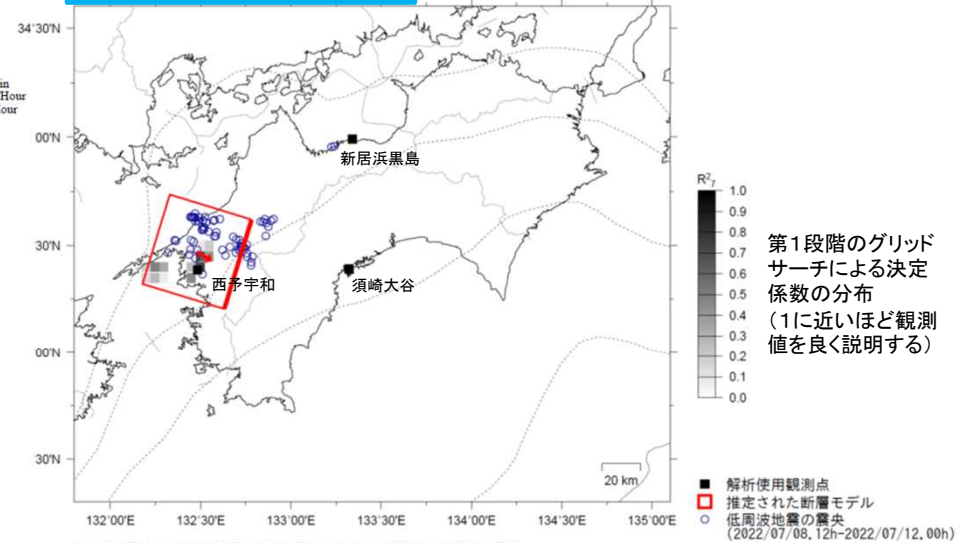 in
Hour
our
34°30'N
00'N
30'N
00'N
30'N
132°00'E
132°30'E
133°00'E
133°30'E
134°00'E
134°30'E
135°00'E
新居浜黒島
西予宇和
須崎大谷
20 km
R²₇
1.0
0.9
0.8
0.7
0.6
0.5
0.4
0.3
0.2
0.1
0.0
第1段階のグリッド
サーチによる決定
係数の分布
(1に近いほど観測
値を良く説明する)
解析使用観測点
推定された断層モデル
低周波地震の震央
(2022/07/08.12h-2022/07/12.00h)